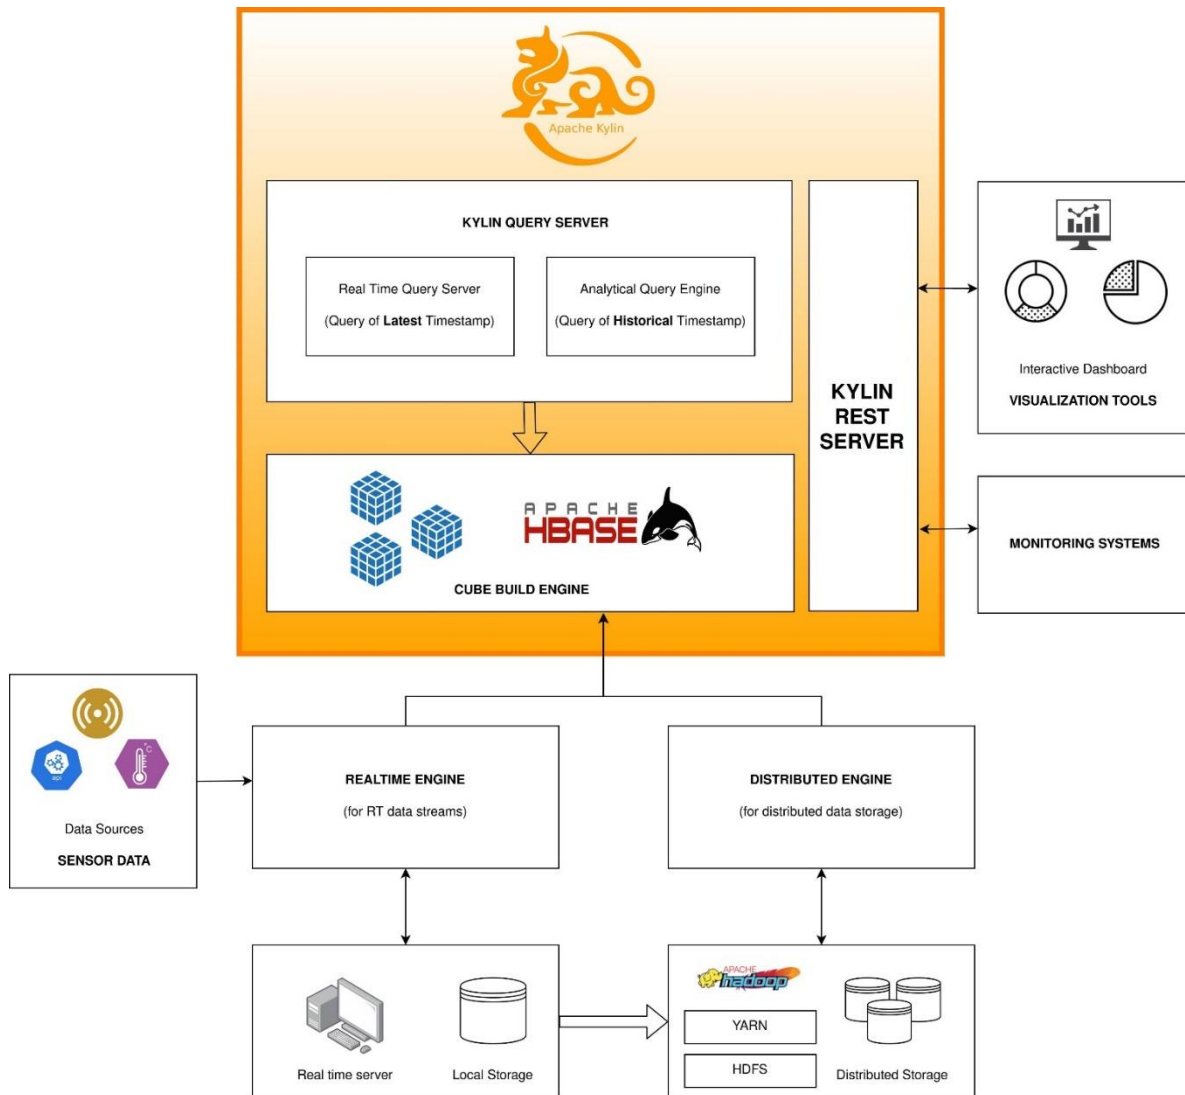 Apache Kylin
KYLIN QUERY SERVER
Real Time Query Server
(Query of Latest Timestamp)
Analytical Query Engine
(Query of Historical Timestamp)
KYLIN
REST
SERVER
Interactive Dashboard
VISUALIZATION TOOLS
APACHE
HBASE
CUBE BUILD ENGINE
MONITORING SYSTEMS
°C
Data Sources
SENSOR DATA
REALTIME ENGINE
(for RT data streams)
DISTRIBUTED ENGINE
(for distributed data storage)
Real time server
Local Storage
APACHE
hadoop
YARN
HDFS
Distributed Storage